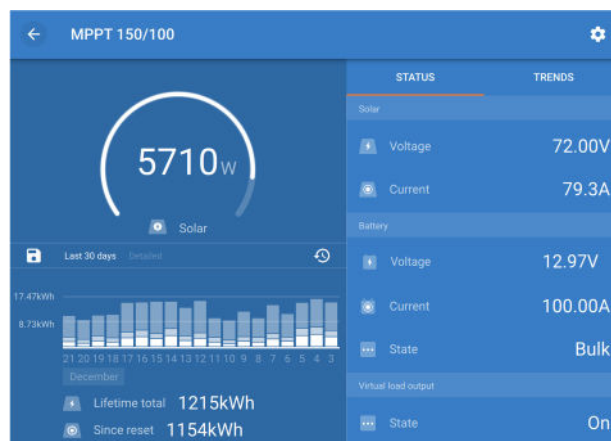 MPPT 150/100
5710W
Solar
Last 30 days Detailed
17.47kWh
8.73kWh
21 20 19 18 17 16 15 14 13 12 11 10 9 8 7 6 5 4 3
December
Lifetime total 1215kWh
Since reset 1154kWh
STATUS TRENDS
Solar
Voltage 72.00V
Current 79.3A
Battery
Voltage 12.97V
Current 100.00A
State Bulk
Virtual load output
State On